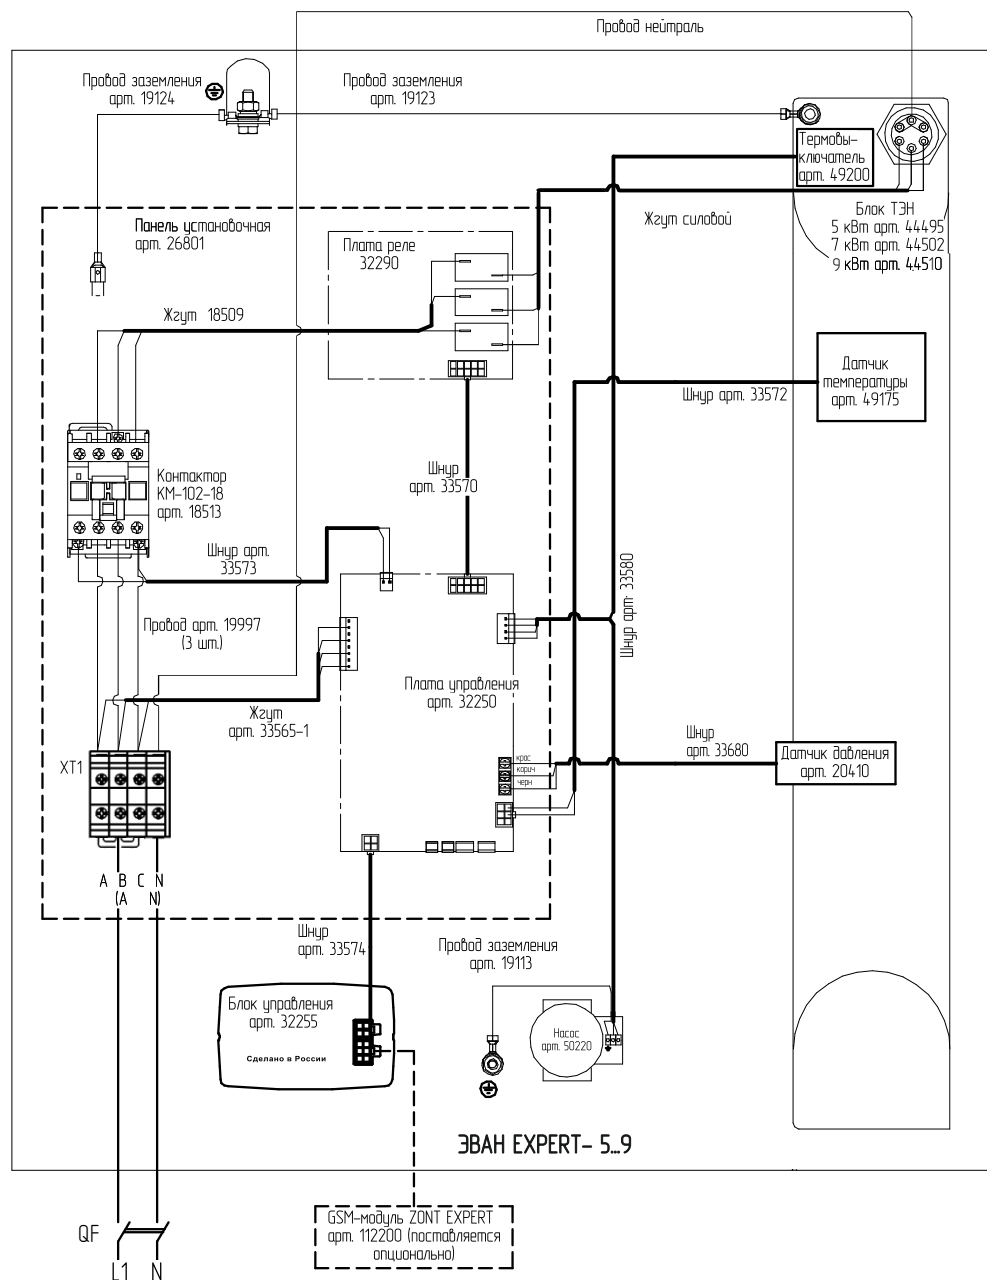 Провод нейтраль
Провод заземления
арт. 19124
Провод заземления
арт. 19123
Термовы-
ключатель
арт. 49200
Блок ТЭН
5 кВт арт. 44495
7 кВт арт. 44502
9 кВт арт. 44510
Жгут силовой
Панель установочная
арт. 26801
Плата реле
32290
Жгут 18509
Датчик
температуры
арт. 49175
Шнур арт. 33572
Шнур
арт. 33570
Контактор
КМ-102-18
арт. 18513
Шнур арт.
33573
Шнур арт. 33580
Провод арт. 19997
(3 шт.)
Плата управления
арт. 32250
Жгут
арт. 33565-1
Шнур
арт. 33680
XT1
крас
корич
черн
Датчик давления
арт. 20410
A B C N
(A N)
Шнур
арт. 33574
Провод заземления
арт. 19113
Блок управления
арт. 32255
Сделано в России
Насос
арт. 50220
ЭВАН EXPERT- 5...9
GSM-модуль ZONT EXPERT
арт. 112200 (поставляется
опционально)
QF
L1 N